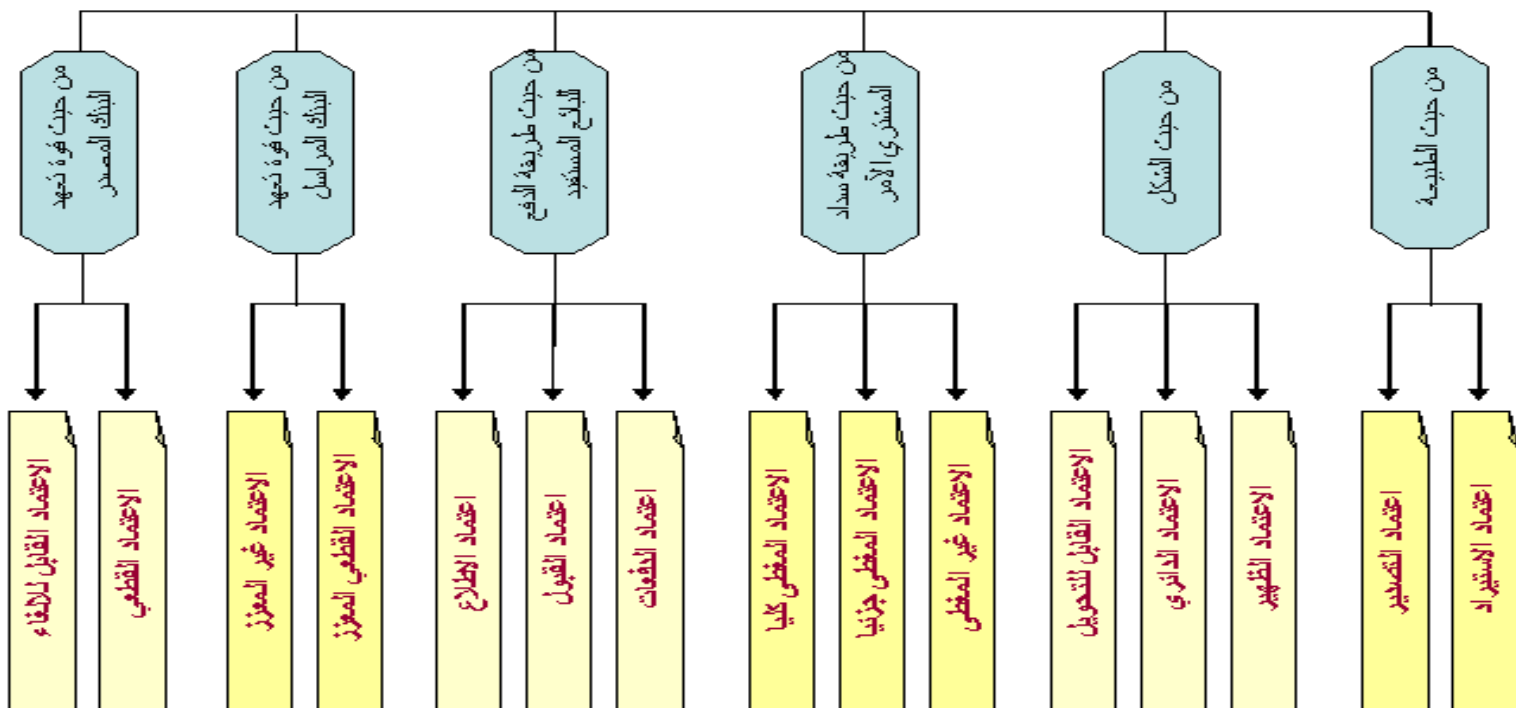 من حيث الطبيعة
من حيث الشكل
من حيث طريقة سداد
المشتري الآمر
من حيث طريقة الدفع
للبائع المستفيد
من حيث قوة تعهد
البنك المراسل
من حيث قوة تعهد
البنك المصدر
اعتماد الاستيراد
اعتماد التصدير
الاعتماد الظهير
الاعتماد الدائري
الاعتماد القابل للتحويل
الاعتماد غير المغطى
الاعتماد المغطى جزئيا
الاعتماد المغطى كليا
اعتماد الدفعات
اعتماد القبول
اعتماد الاطلاع
الاعتماد القطعي المعزز
الاعتماد غير المعزز
الاعتماد القطعي
الاعتماد القابل للالغاء